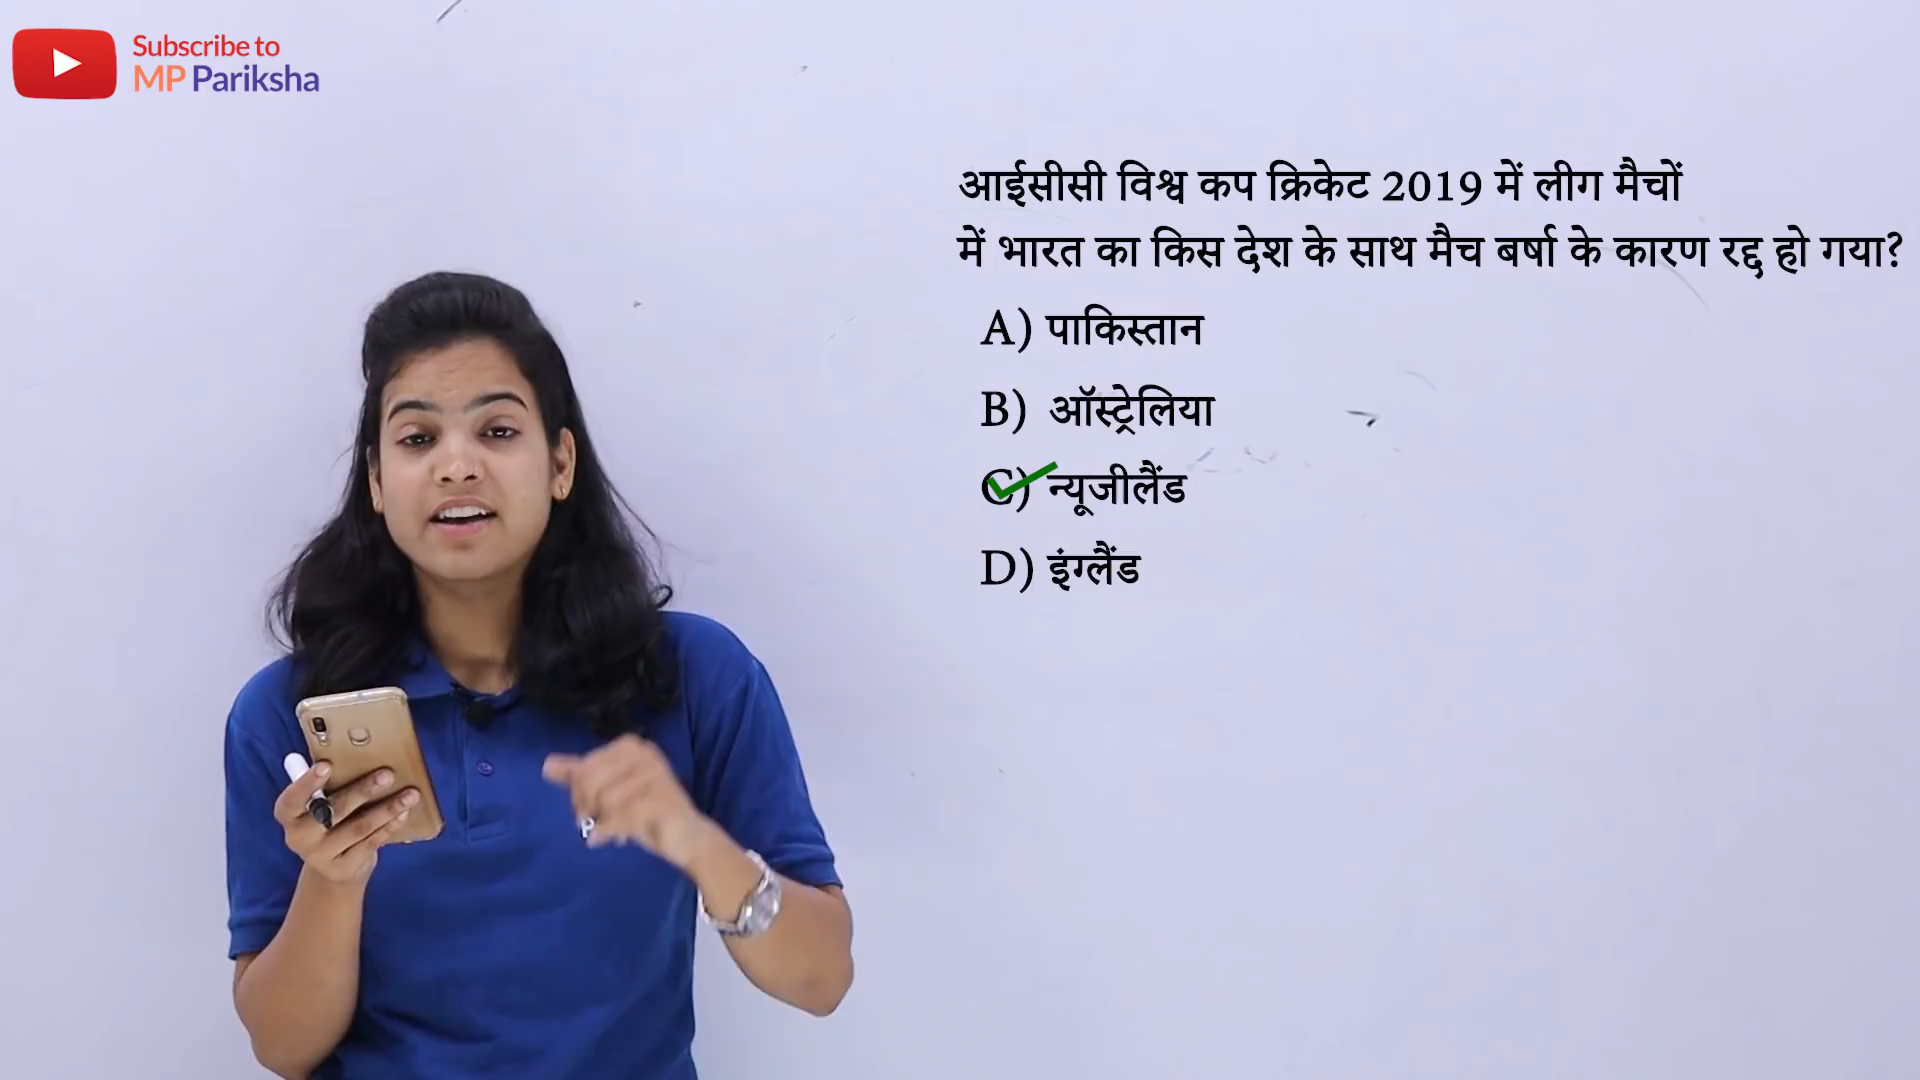 Subscribe to
MP Pariksha
आईसीसी विश्व कप क्रिकेट 2019 में लीग मैचों
में भारत का किस देश के साथ मैच बर्षा के कारण रद्द हो गया?
A) पाकिस्तान
B) ऑस्ट्रेलिया
C) न्यूजीलैंड
D) इंग्लैंड